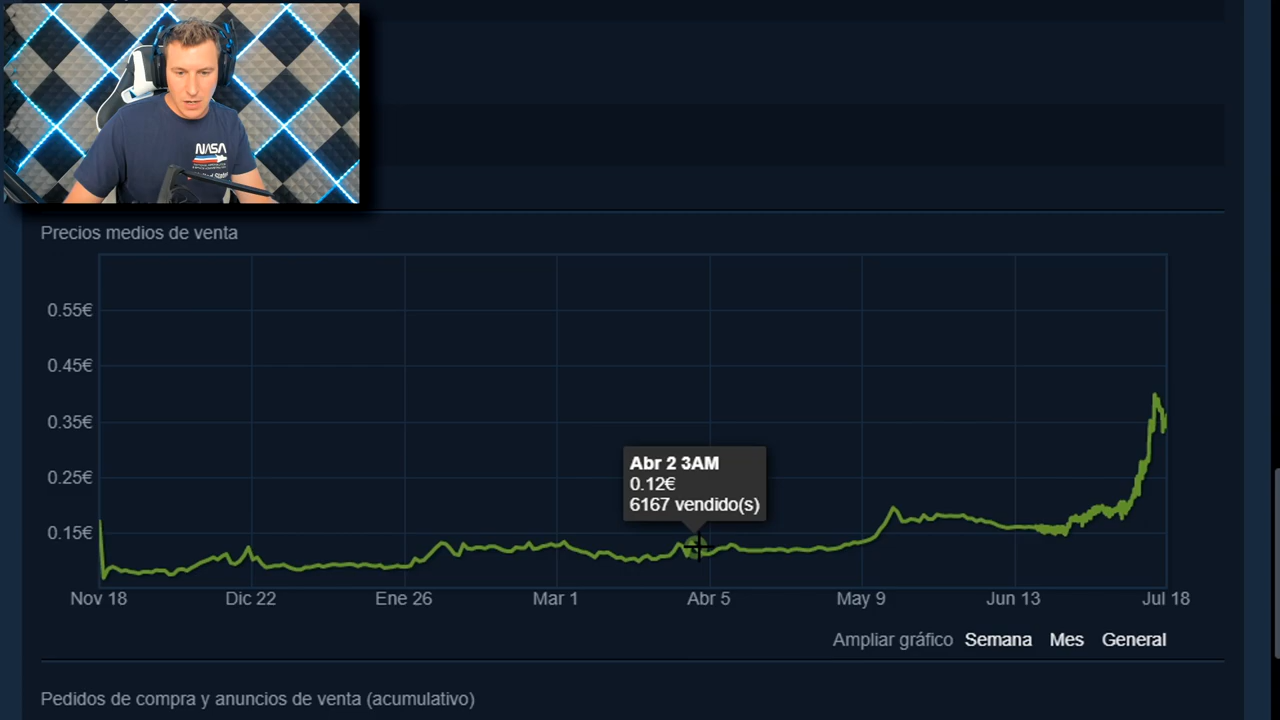 NASA
Precios medios de venta
0.55€
0.45€
0.35€
0.25€
0.15€
Abr 2 3AM
0.12€
6167 vendido(s)
Nov 18
Dic 22
Ene 26
Mar 1
Abr 5
May 9
Jun 13
Jul 18
Ampliar gráfico Semana Mes General
Pedidos de compra y anuncios de venta (acumulativo)